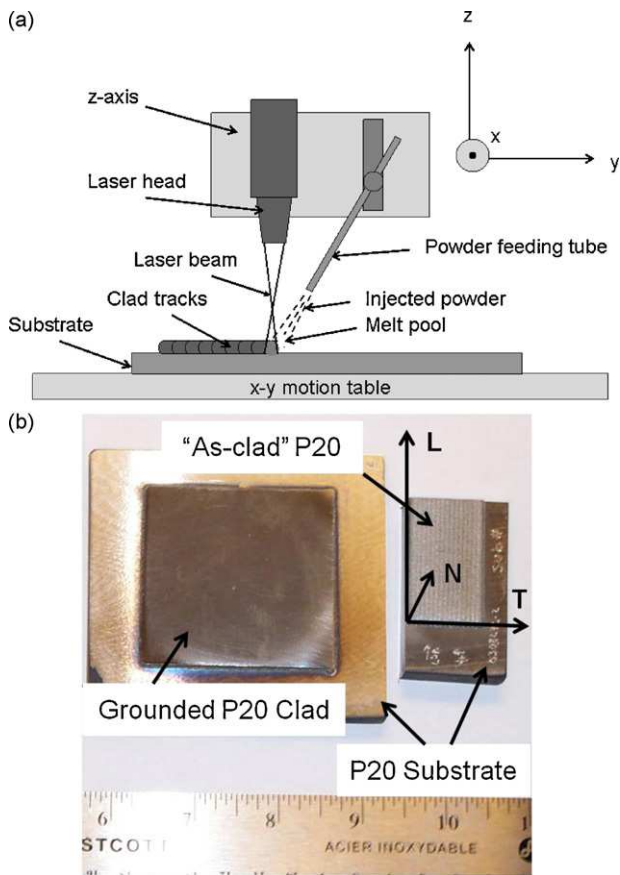 (a)
z
z-axis
x
y
Laser head
Powder feeding tube
Laser beam
Injected powder
Clad tracks
Melt pool
Substrate
x-y motion table
(b)
"As-clad" P20
L
N
T
Grounded P20 Clad
P20 Substrate
6 7 8 9 10
STCOTT ACIER INOXYDABLE